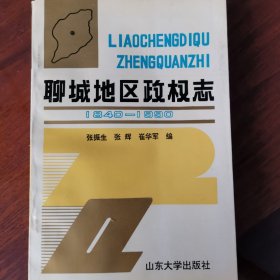 LIAOCHENGDIQU
ZHENGQUANZHI
聊城地区政权志
1840—1990
张振生 张辉 崔华军 编
山东大学出版社